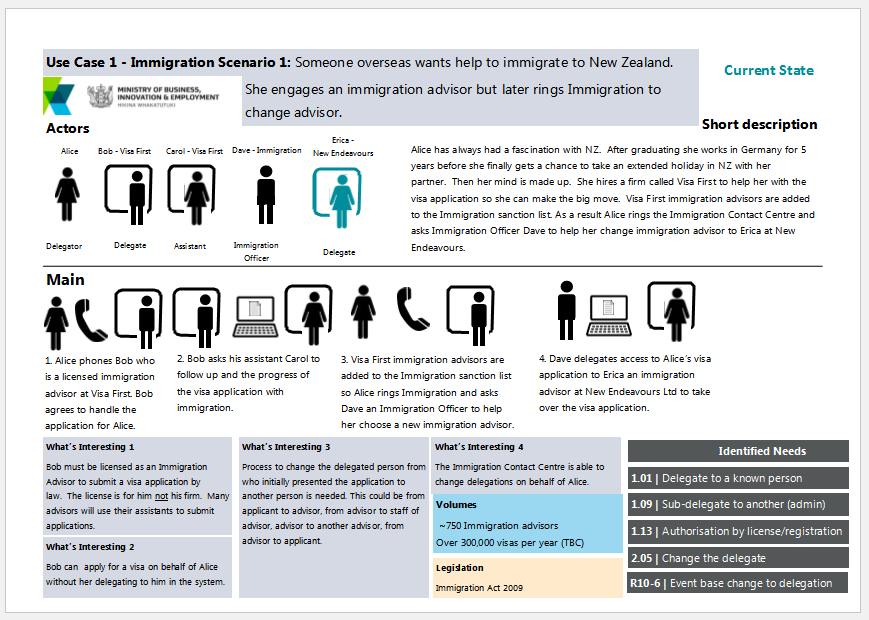 Use Case 1 - Immigration Scenario 1: Someone overseas wants help to immigrate to New Zealand.
She engages an immigration advisor but later rings Immigration to
change advisor.
Current State
MINISTRY OF BUSINESS,
INNOVATION & EMPLOYMENT
HĪKINA WHAKATUTUKI
Short description
Actors
Alice
Bob - Visa First
Carol - Visa First
Dave - Immigration
Erica -
New Endeavours
Delegator
Delegate
Assistant
Immigration
Officer
Delegate
Alice has always had a fascination with NZ. After graduating she works in Germany for 5
years before she finally gets a chance to take an extended holiday in NZ with her
partner. Then her mind is made up. She hires a firm called Visa First to help her with the
visa application so she can make the big move. Visa First immigration advisors are added
to the Immigration sanction list. As a result Alice rings the Immigration Contact Centre and
asks Immigration Officer Dave to help her change immigration advisor to Erica at New
Endeavours.
Main
1. Alice phones Bob who
is a licensed immigration
advisor at Visa First. Bob
agrees to handle the
application for Alice.
2. Bob asks his assistant Carol to
follow up and the progress of
the visa application with
immigration.
3. Visa First immigration advisors are
added to the Immigration sanction list
so Alice rings Immigration and asks
Dave an Immigration Officer to help
her choose a new immigration advisor.
4. Dave delegates access to Alice's visa
application to Erica an immigration
advisor at New Endeavours Ltd to take
over the visa application.
What's Interesting 1
Bob must be licensed as an Immigration
Advisor to submit a visa application by
law. The license is for him not his firm. Many
advisors will use their assistants to submit
applications.
What's Interesting 2
Bob can apply for a visa on behalf of Alice
without her delegating to him in the system.
What's Interesting 3
Process to change the delegated person from
who initially presented the application to
another person is needed. This could be from
applicant to advisor, from advisor to staff of
advisor, advisor to another advisor, from
advisor to applicant.
What's Interesting 4
The Immigration Contact Centre is able to
change delegations on behalf of Alice.
Volumes
~750 Immigration advisors
Over 300,000 visas per year (TBC)
Legislation
Immigration Act 2009
Identified Needs
1.01 | Delegate to a known person
1.09 | Sub-delegate to another (admin)
1.13 | Authorisation by license/registration
2.05 | Change the delegate
R10-6 | Event base change to delegation